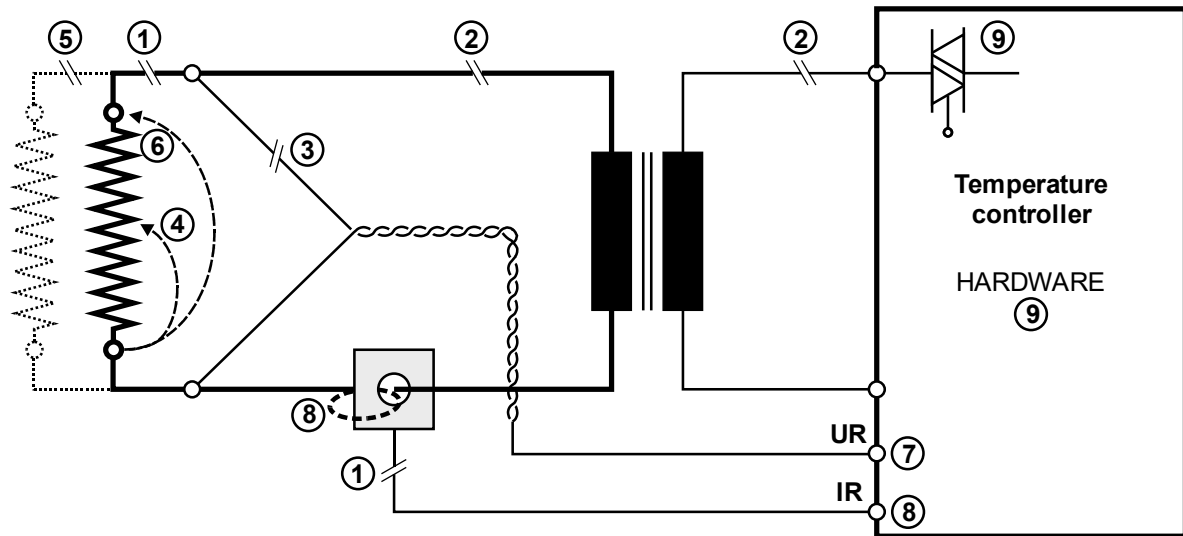 ⑤
①
②
②
⑨
⑥
③
④
Temperature
controller
HARDWARE
⑨
⑧
UR
⑦
①
IR
⑧